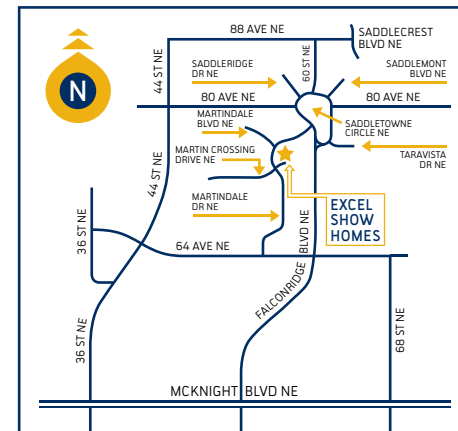 88 AVE NE
SADDLECREST
BLVD NE
44 ST NE
60 ST NE
SADDLERIDGE
DR NE
SADDLEMONT
BLVD NE
N
80 AVE NE
80 AVE NE
MARTINDALE
BLVD NE
SADDLETOWNE
CIRCLE NE
MARTIN CROSSING
DRIVE NE
TARAVISTA
DR NE
44 ST NE
MARTINDALE
DR NE
EXCEL
SHOW
HOMES
36 ST NE
64 AVE NE
FALCONRIDGE BLVD NE
36 ST NE
68 ST NE
MCKNIGHT BLVD NE